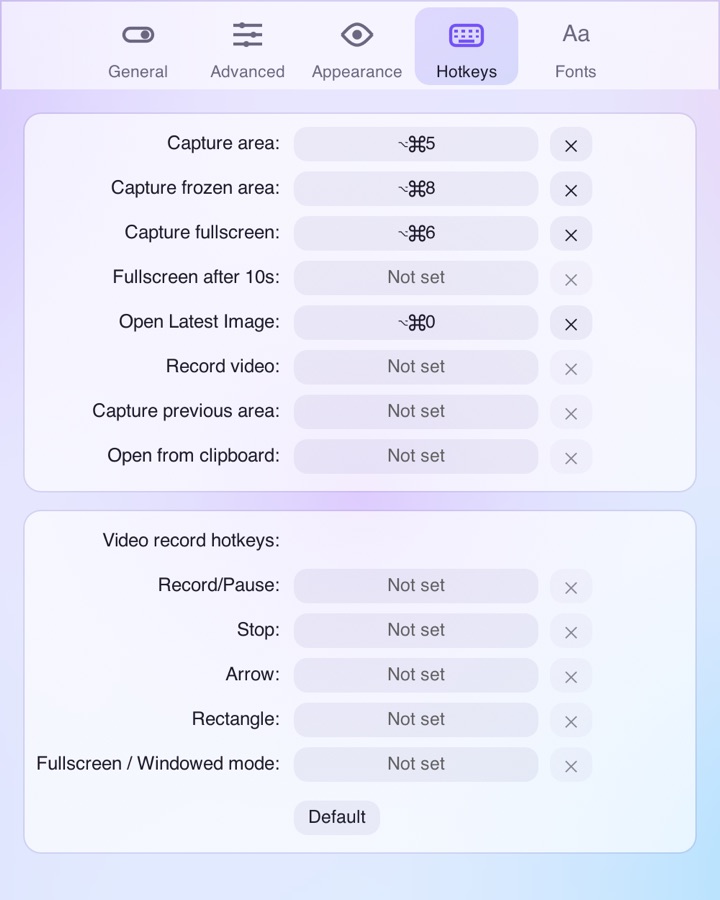 General Advanced Appearance Hotkeys Aa Fonts
Capture area: ⌥⌘5
Capture frozen area: ⌥⌘8
Capture fullscreen: ⌥⌘6
Fullscreen after 10s: Not set
Open Latest Image: ⌥⌘0
Record video: Not set
Capture previous area: Not set
Open from clipboard: Not set
Video record hotkeys:
Record/Pause: Not set
Stop: Not set
Arrow: Not set
Rectangle: Not set
Fullscreen / Windowed mode: Not set
Default